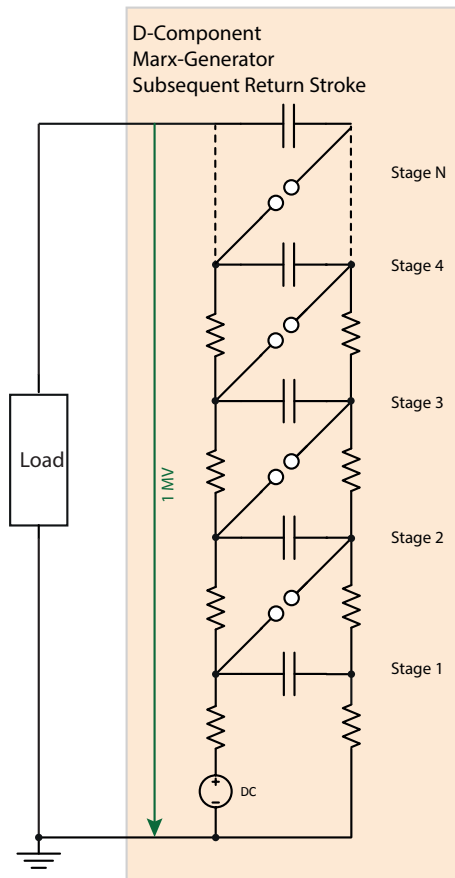 D-Component
Marx-Generator
Subsequent Return Stroke
Stage N
Stage 4
Stage 3
Load
1 MV
Stage 2
Stage 1
+
−
DC